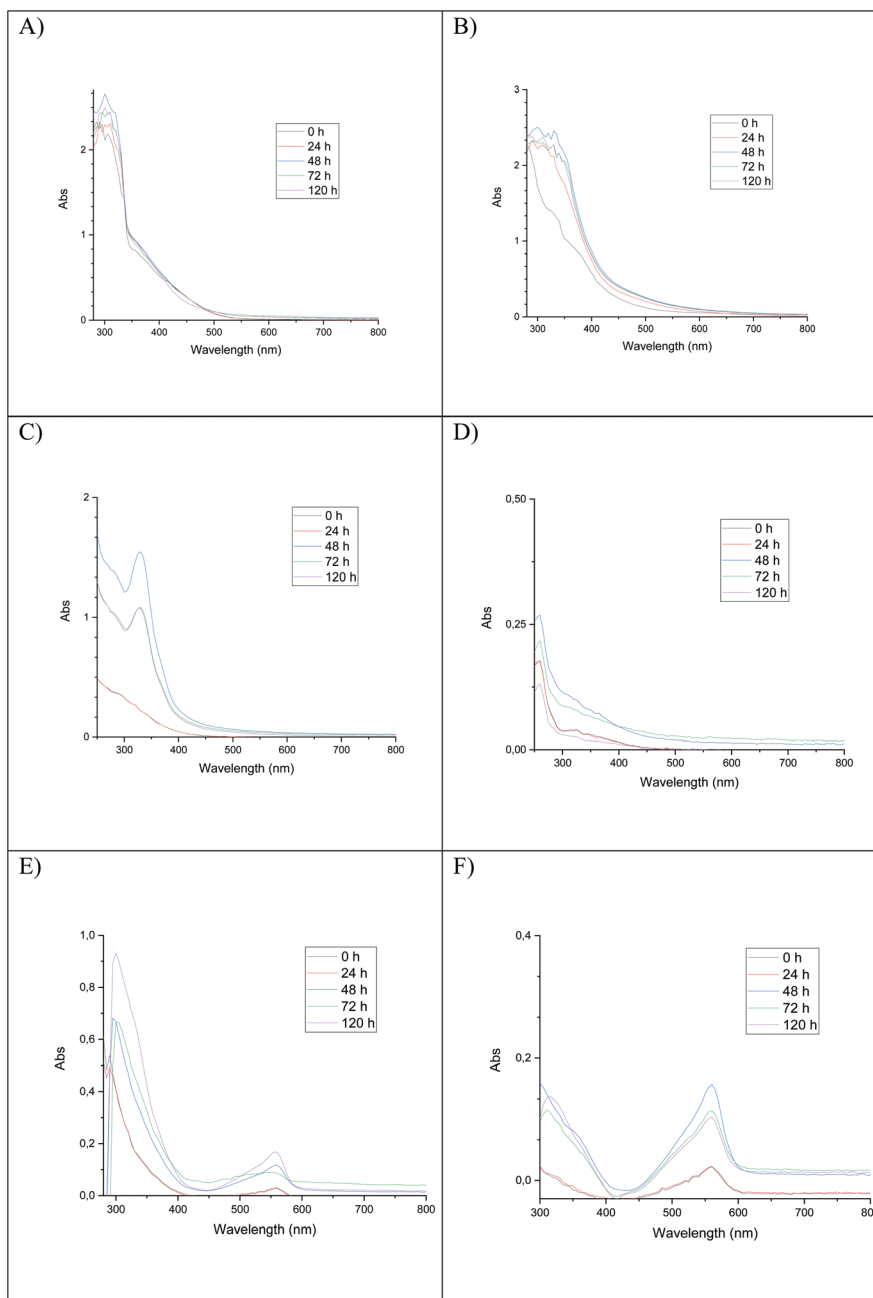 A)
Abs
2
1
0
0 h
24 h
48 h
72 h
120 h
300 400 500 600 700 800
Wavelength (nm)
B)
Abs
3
2
1
0
0 h
24 h
48 h
72 h
120 h
300 400 500 600 700 800
Wavelength (nm)
C)
Abs
2
1
0
0 h
24 h
48 h
72 h
120 h
300 400 500 600 700 800
Wavelength (nm)
D)
Abs
0,50
0,25
0,00
0 h
24 h
48 h
72 h
120 h
300 400 500 600 700 800
Wavelength (nm)
E)
Abs
1,0
0,8
0,6
0,4
0,2
0,0
0 h
24 h
48 h
72 h
120 h
300 400 500 600 700 800
Wavelength (nm)
F)
Abs
0,4
0,2
0,0
0 h
24 h
48 h
72 h
120 h
300 400 500 600 700 800
Wavelength (nm)